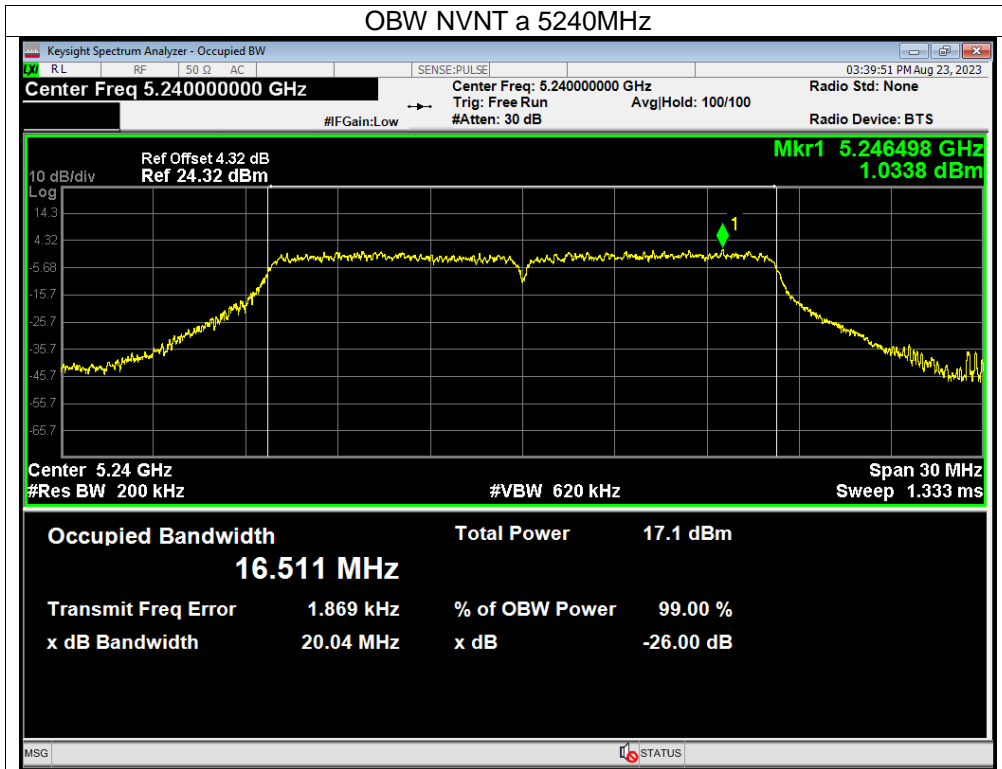 OBW NVNT a 5240MHz
Keysight Spectrum Analyzer - Occupied BW
LXI RL RF 50 Ω AC SENSE:PULSE 03:39:51 PM Aug 23, 2023
Center Freq 5.240000000 GHz Center Freq: 5.240000000 GHz Radio Std: None
Trig: Free Run Avg|Hold: 100/100
#IFGain:Low #Atten: 30 dB Radio Device: BTS
Ref Offset 4.32 dB Mkr1 5.246498 GHz
10 dB/div Ref 24.32 dBm 1.0338 dBm
Log
14.3
1
4.32
-5.68
-15.7
-25.7
-35.7
-45.7
-55.7
-65.7
Center 5.24 GHz Span 30 MHz
#Res BW 200 kHz #VBW 620 kHz Sweep 1.333 ms
Occupied Bandwidth Total Power 17.1 dBm
16.511 MHz
Transmit Freq Error 1.869 kHz % of OBW Power 99.00 %
x dB Bandwidth 20.04 MHz x dB -26.00 dB
MSG STATUS